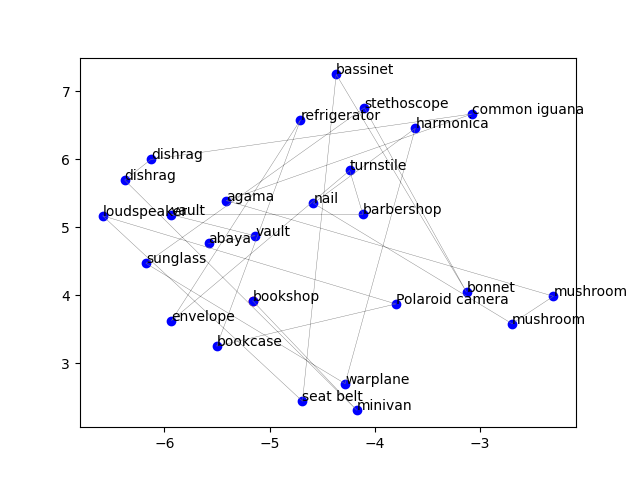 bassinet
7
stethoscope
common iguana
refrigerator
harmonica
6
dishrag
turnstile
dishrag
agama
nail
loudspeaker
vault
barbershop
5
abaya
vault
sunglass
bonnet
mushroom
4
bookshop
Polaroid camera
envelope
mushroom
bookcase
3
warplane
seat belt
minivan
−6
−5
−4
−3